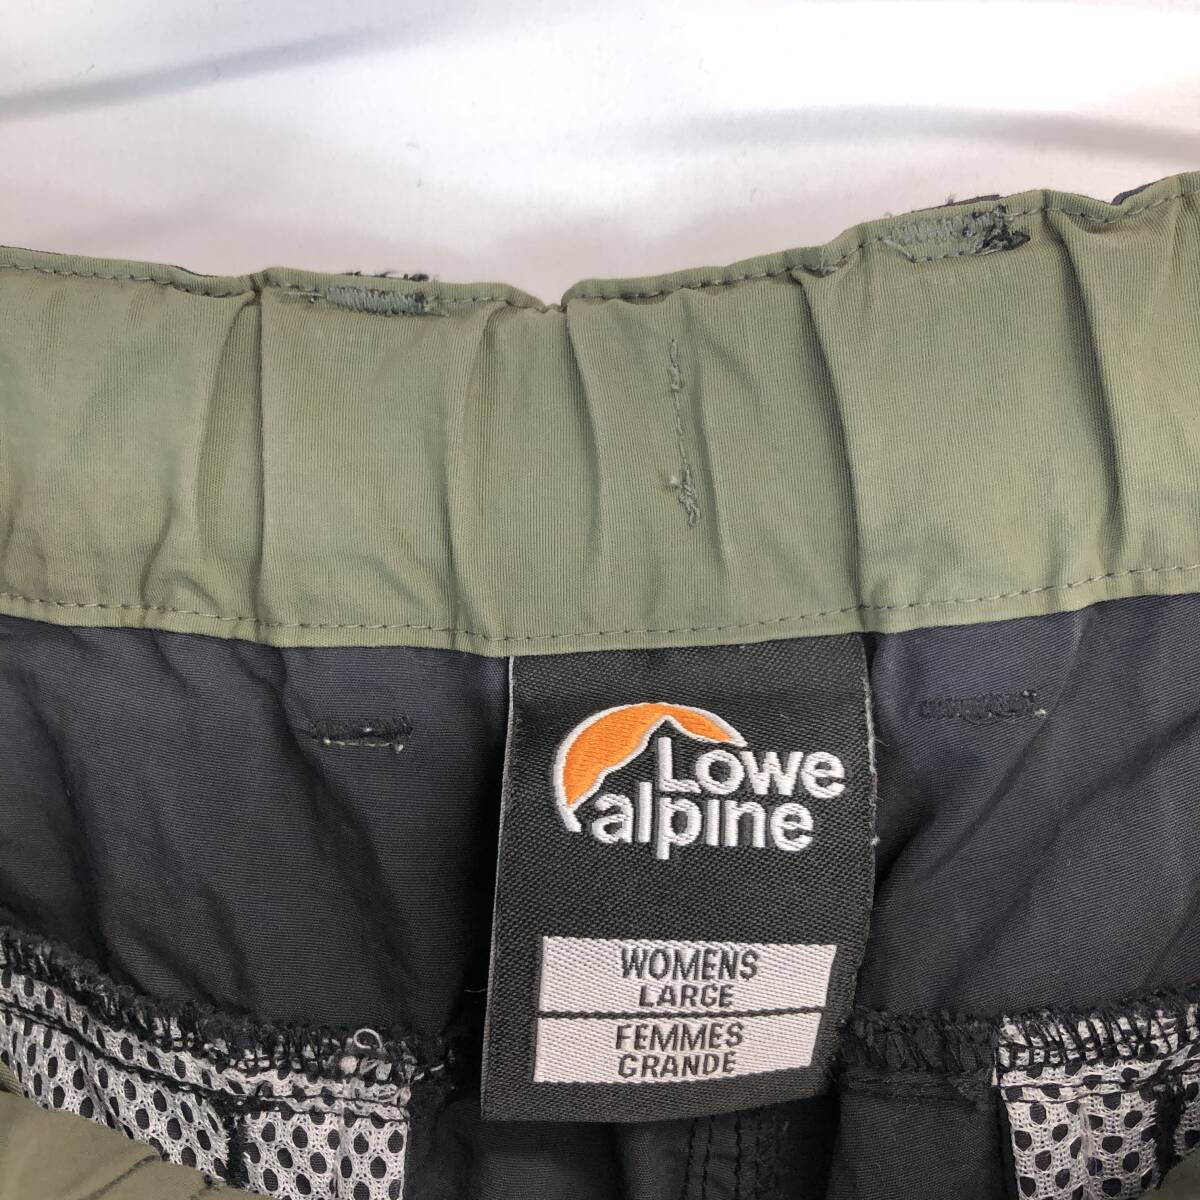 Lowe
alpine
WOMENS
LARGE
FEMMES
GRANDE